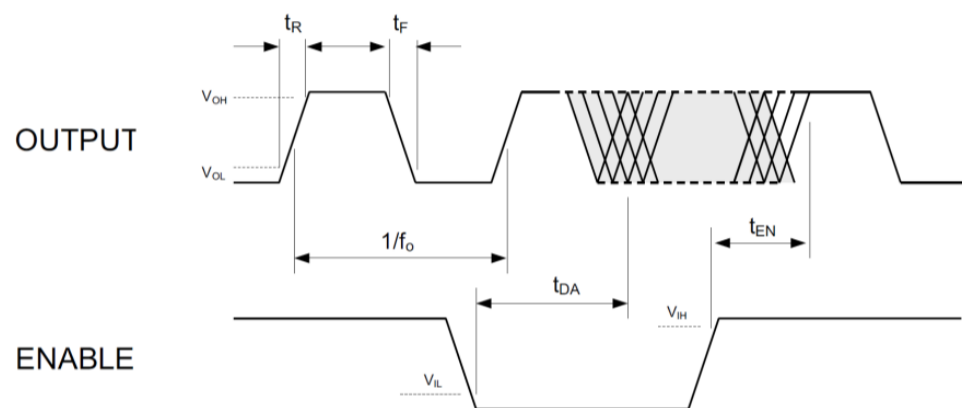 tR tF
VOH
OUTPUT
VOL
tEN
1/fo
tDA
VIH
ENABLE
VIL